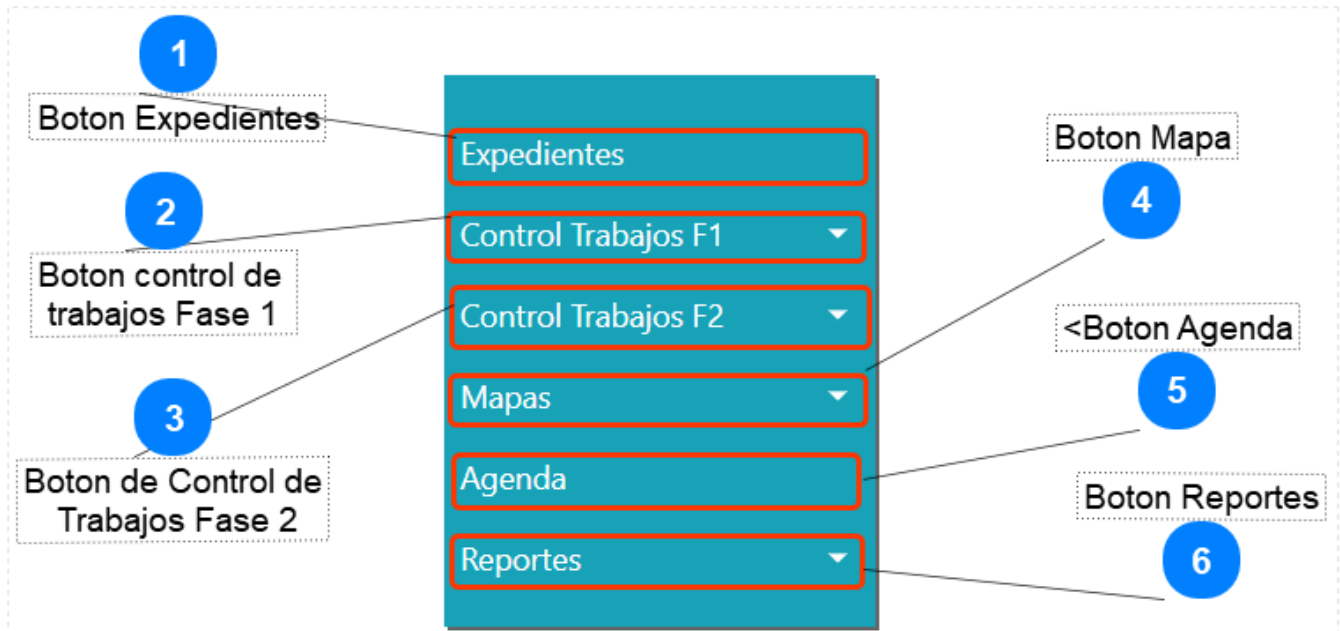 1
Boton Expedientes
2
Boton control de
trabajos Fase 1
3
Boton de Control de
Trabajos Fase 2
Expedientes
Control Trabajos F1
Control Trabajos F2
Mapas
Agenda
Reportes
Boton Mapa
4
<Boton Agenda
5
Boton Reportes
6